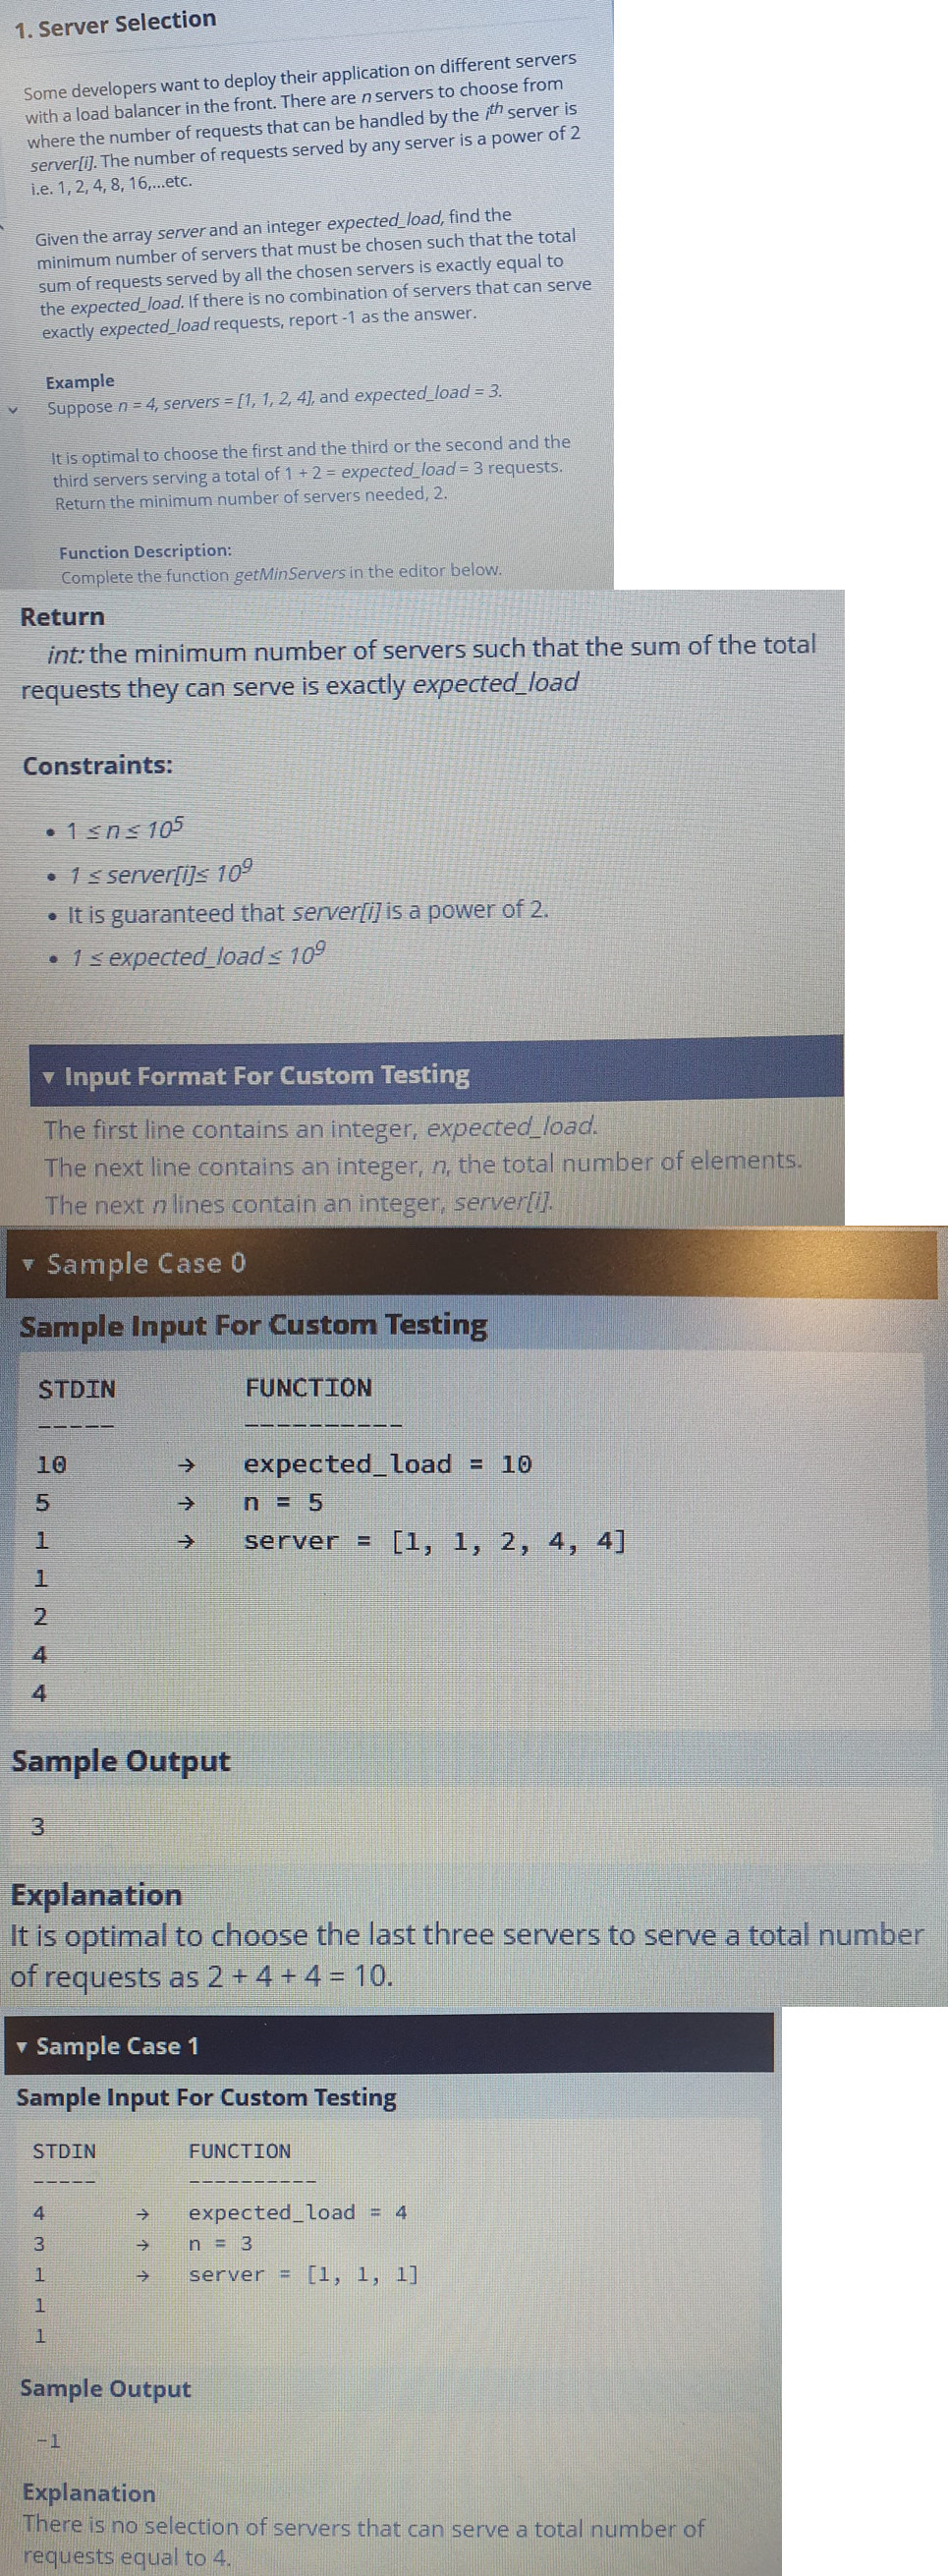 1. Server Selection
Some developers want to deploy their application on different servers
with a load balancer in the front. There are n servers to choose from
where the number of requests that can be handled by the ith server is
server[i]. The number of requests served by any server is a power of 2
i.e. 1, 2, 4, 8, 16,...etc.
Given the array server and an integer expected_load, find the
minimum number of servers that must be chosen such that the total
sum of requests served by all the chosen servers is exactly equal to
the expected_load. If there is no combination of servers that can serve
exactly expected_load requests, report -1 as the answer.
Example
Suppose n = 4, servers = [1, 1, 2, 4], and expected_load = 3.
It is optimal to choose the first and the third or the second and the
third servers serving a total of 1 + 2 = expected_load = 3 requests.
Return the minimum number of servers needed, 2.
Function Description:
Complete the function getMinServers in the editor below.
Return
int: the minimum number of servers such that the sum of the total
requests they can serve is exactly expected_load
Constraints:
• 1 ≤ n ≤ 10^5
• 1 ≤ server[i]≤ 10^9
• It is guaranteed that server[i] is a power of 2.
• 1 ≤ expected_load ≤ 10^9
▼ Input Format For Custom Testing
The first line contains an integer, expected_load.
The next line contains an integer, n, the total number of elements.
The next n lines contain an integer, server[i].
▼ Sample Case 0
Sample Input For Custom Testing
STDIN FUNCTION
----- ----------
10 → expected_load = 10
5 → n = 5
1 → server = [1, 1, 2, 4, 4]
1
2
4
4
Sample Output
3
Explanation
It is optimal to choose the last three servers to serve a total number
of requests as 2 + 4 + 4 = 10.
▼ Sample Case 1
Sample Input For Custom Testing
STDIN FUNCTION
----- ----------
4 → expected_load = 4
3 → n = 3
1 → server = [1, 1, 1]
1
1
Sample Output
-1
Explanation
There is no selection of servers that can serve a total number of
requests equal to 4.